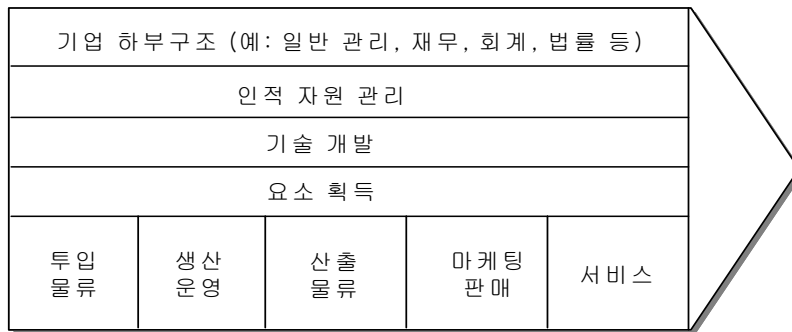 기업 하부구조 (예: 일반 관리, 재무, 회계, 법률 등)
인적 자원 관리
기술 개발
요소 획득
투입
물류
생산
운영
산출
물류
마케팅
판매
서비스